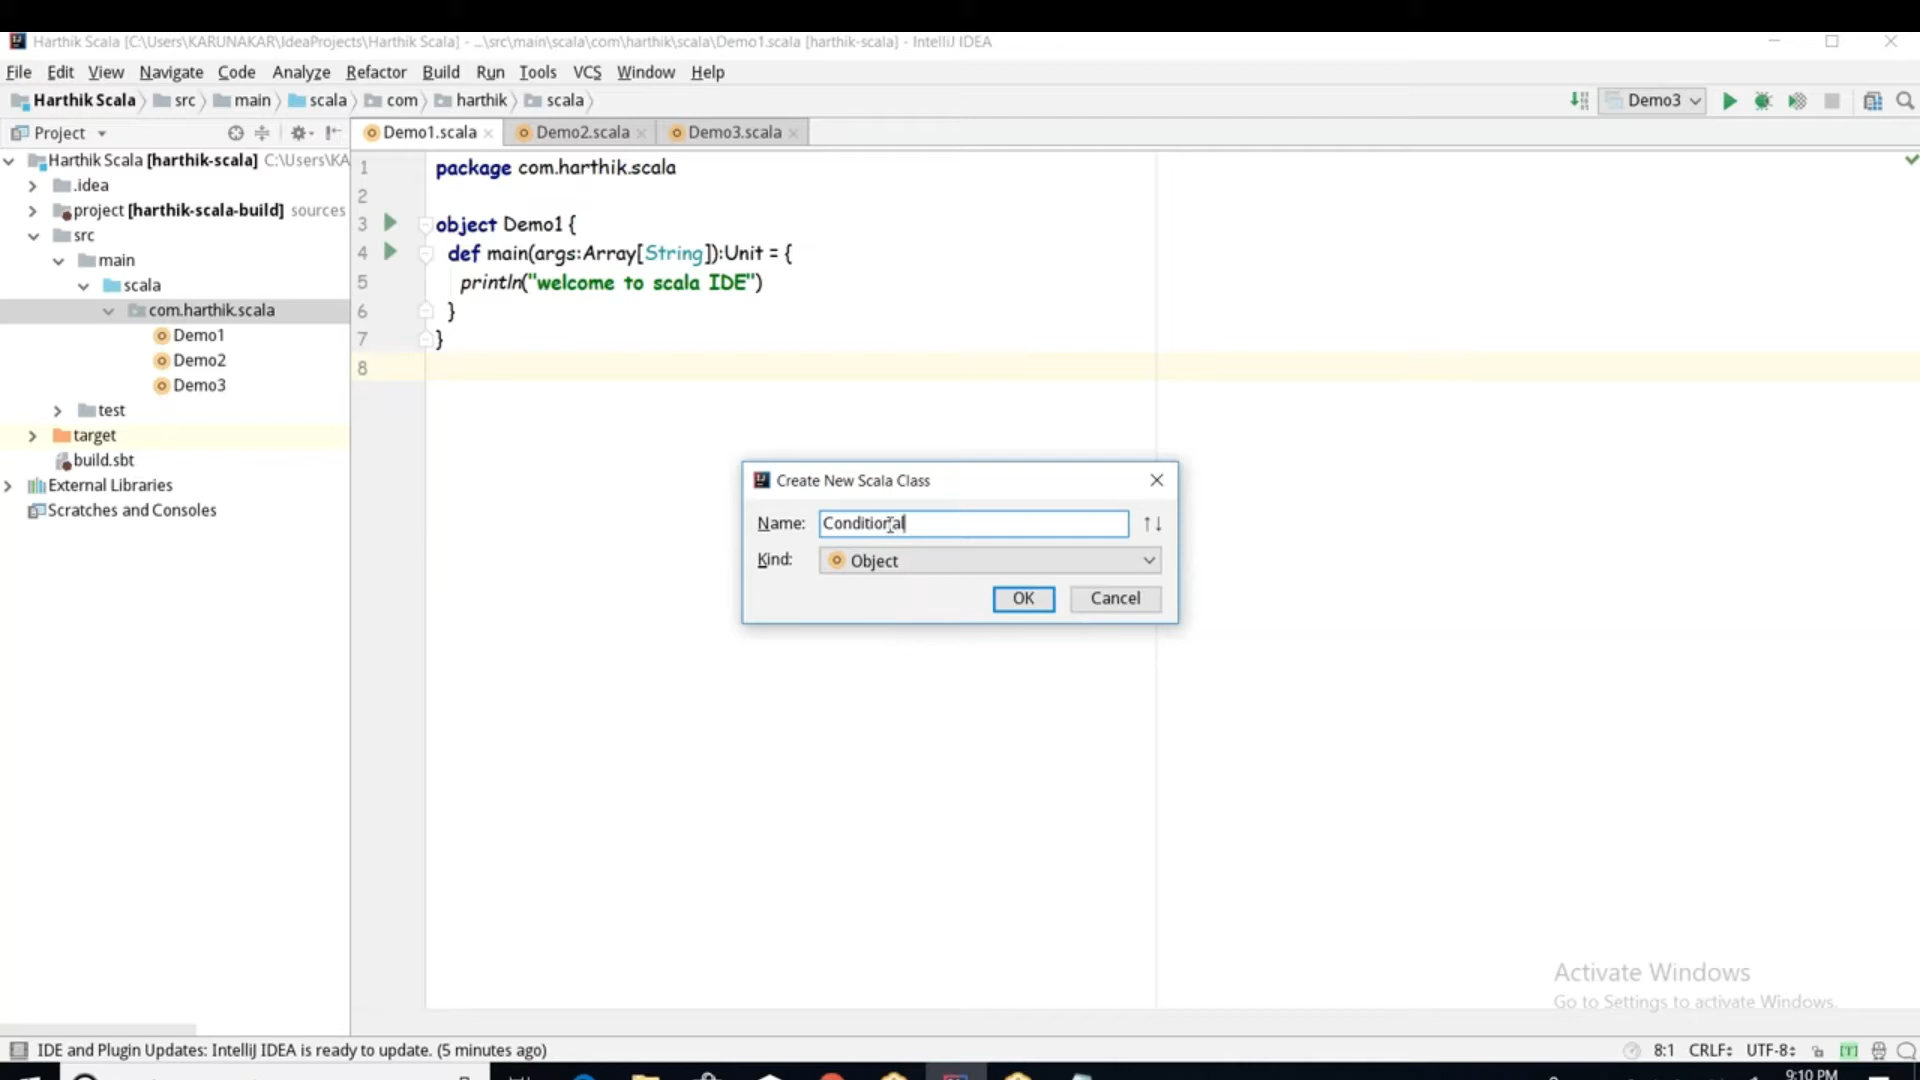 Harthik Scala [C:\Users\KARUNAKAR\IdeaProjects\Harthik Scala] - ...\src\main\scala\com\harthik\scala\Demo1.scala [harthik-scala] - IntelliJ IDEA
File Edit View Navigate Code Analyze Refactor Build Run Tools VCS Window Help
Harthik Scala src main scala com harthik scala Demo3
Project Demo1.scala Demo2.scala Demo3.scala
Harthik Scala [harthik-scala] C:\Users\KA
.idea
project [harthik-scala-build] sources
src
main
scala
com.harthik.scala
Demo1
Demo2
Demo3
test
target
build.sbt
External Libraries
Scratches and Consoles
1 package com.harthik.scala
2
3 object Demo1 {
4 def main(args:Array[String]):Unit = {
5 println("welcome to scala IDE")
6 }
7 }
8
Create New Scala Class
Name: Conditional
Kind: Object
OK Cancel
Activate Windows
Go to Settings to activate Windows.
IDE and Plugin Updates: IntelliJ IDEA is ready to update. (5 minutes ago) 8:1 CRLF UTF-8 [T]
9:10 PM